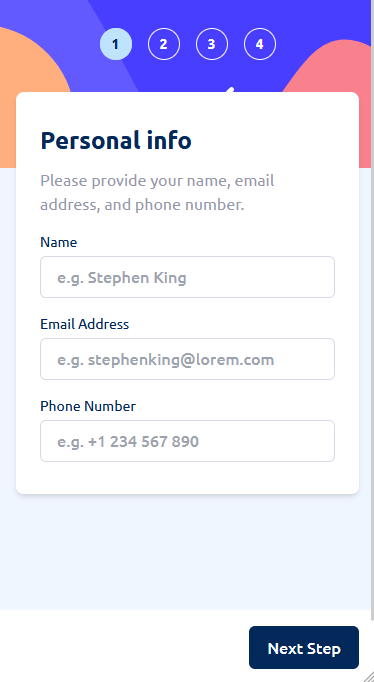 1 2 3 4
Personal info
Please provide your name, email
address, and phone number.
Name
e.g. Stephen King
Email Address
e.g. stephenking@lorem.com
Phone Number
e.g. +1 234 567 890
Next Step